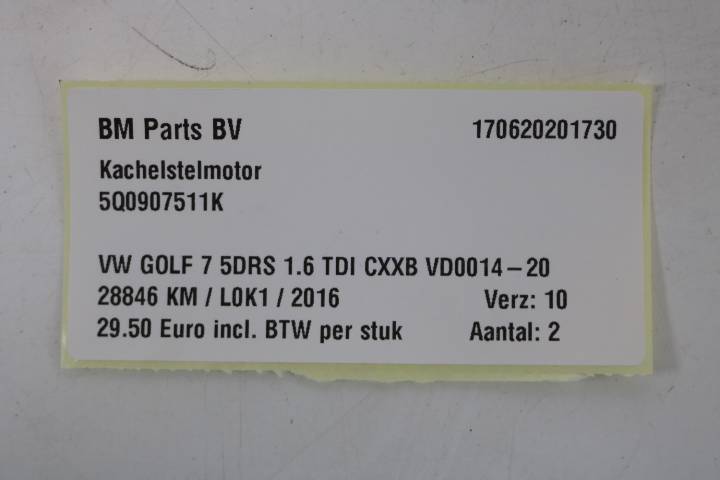 BM Parts BV 170620201730
Kachelstelmotor
5Q0907511K
VW GOLF 7 5DRS 1.6 TDI CXXB VD0014-20
28846 KM / L0K1 / 2016 Verz: 10
29.50 Euro incl. BTW per stuk Aantal: 2